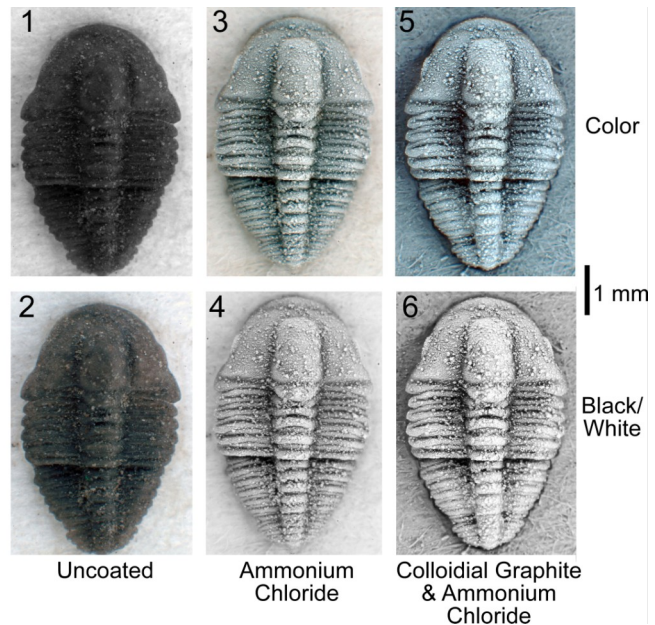 1
3
5
Color
1 mm
2
4
6
Black/
White
Uncoated
Ammonium
Chloride
Colloidial Graphite
& Ammonium
Chloride